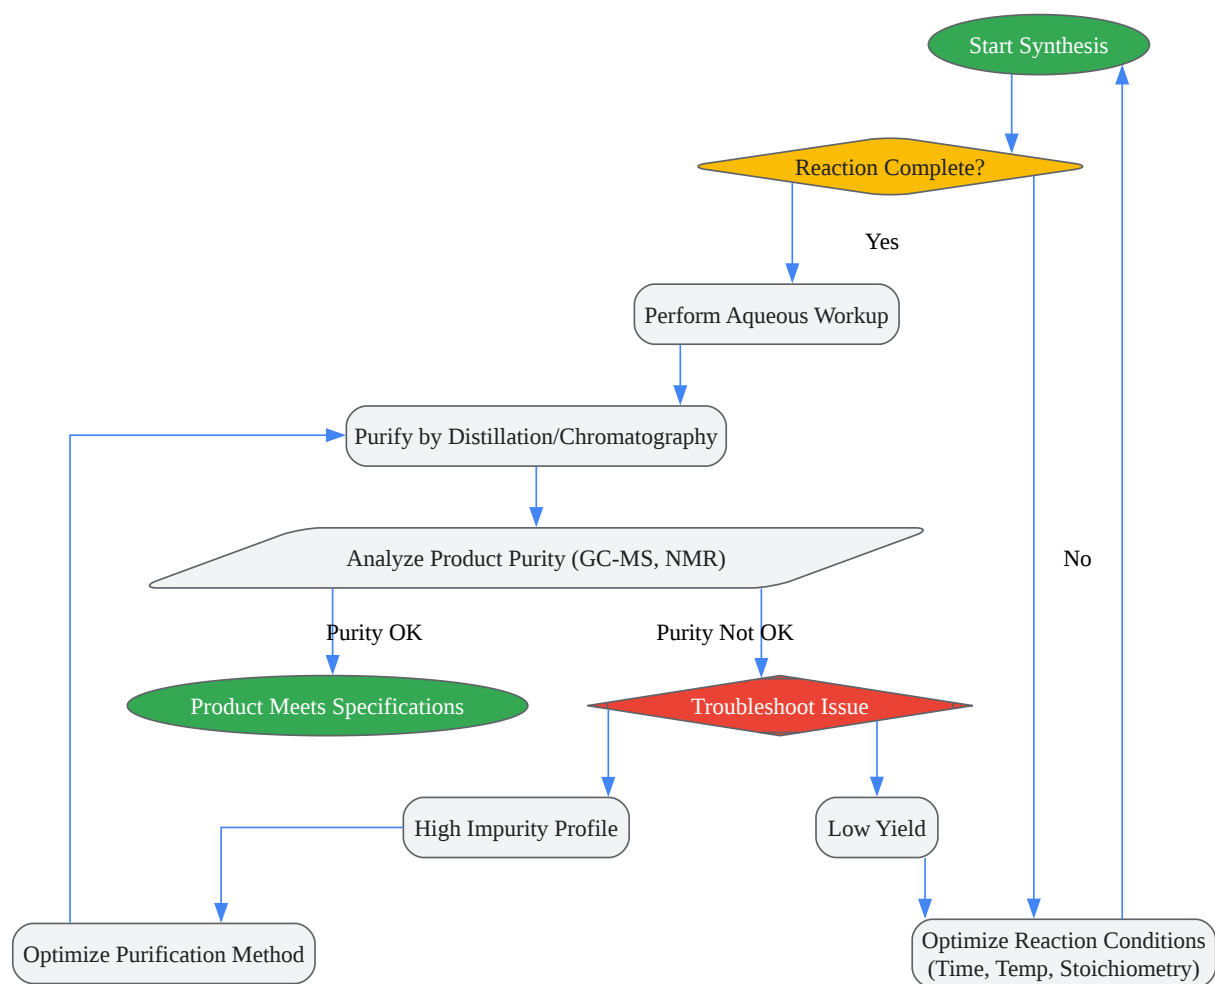 Start Synthesis
Reaction Complete?
Yes
Perform Aqueous Workup
Purify by Distillation/Chromatography
Analyze Product Purity (GC-MS, NMR)
No
Purity OK
Purity Not OK
Product Meets Specifications
Troubleshoot Issue
High Impurity Profile
Low Yield
Optimize Purification Method
Optimize Reaction Conditions
(Time, Temp, Stoichiometry)